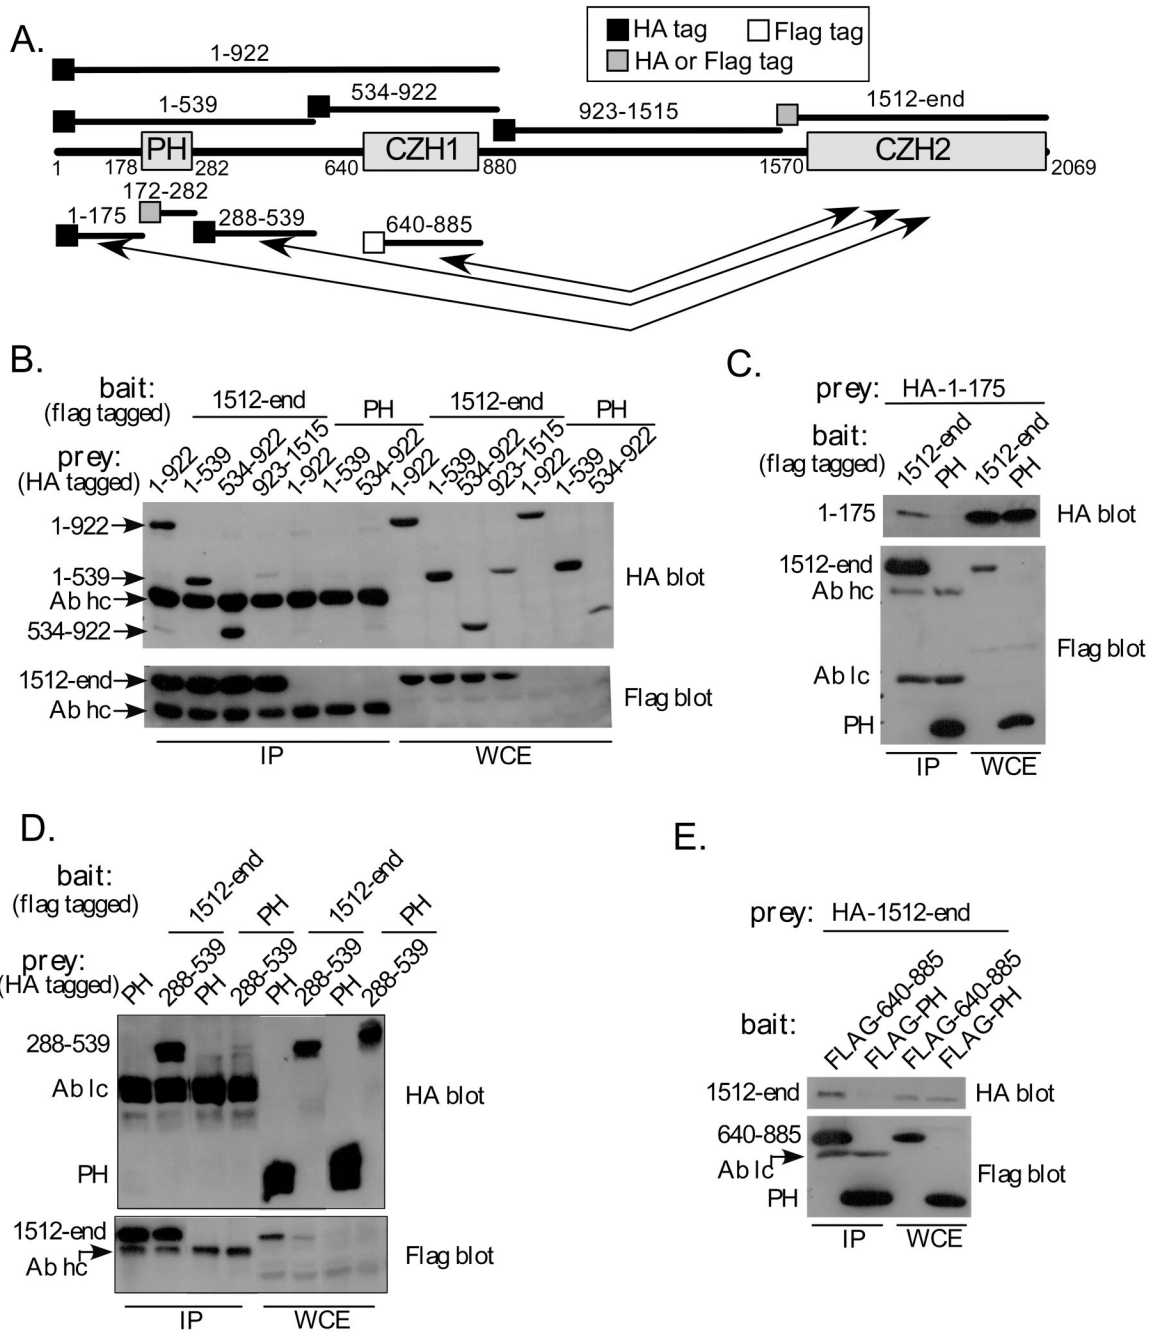 A.
HA tag
Flag tag
HA or Flag tag
1-922
1-539
534-922
923-1515
1512-end
PH
CZH1
CZH2
1
178
282
640
880
1570
2069
172-282
1-175
288-539
640-885
B.
bait:
(flag tagged)
1512-end
PH
1512-end
PH
prey:
(HA tagged)
1-922
1-539
534-922
923-1515
1-922
1-539
534-922
1-922
1-539
534-922
923-1515
1-922
1-539
534-922
1-922
1-539
Ab hc
534-922
HA blot
1512-end
Ab hc
Flag blot
IP
WCE
C.
prey:
HA-1-175
bait:
(flag tagged)
1512-end
PH
1512-end
PH
1-175
HA blot
1512-end
Ab hc
Flag blot
Ab lc
PH
IP
WCE
D.
bait:
(flag tagged)
1512-end
PH
1512-end
PH
prey:
(HA tagged)
PH
288-539
PH
288-539
PH
288-539
PH
288-539
288-539
Ab lc
HA blot
PH
1512-end
Ab hc
Flag blot
IP
WCE
E.
prey:
HA-1512-end
bait:
FLAG-640-885
FLAG-PH
FLAG-640-885
FLAG-PH
1512-end
HA blot
640-885
Ab lc
Flag blot
PH
IP
WCE